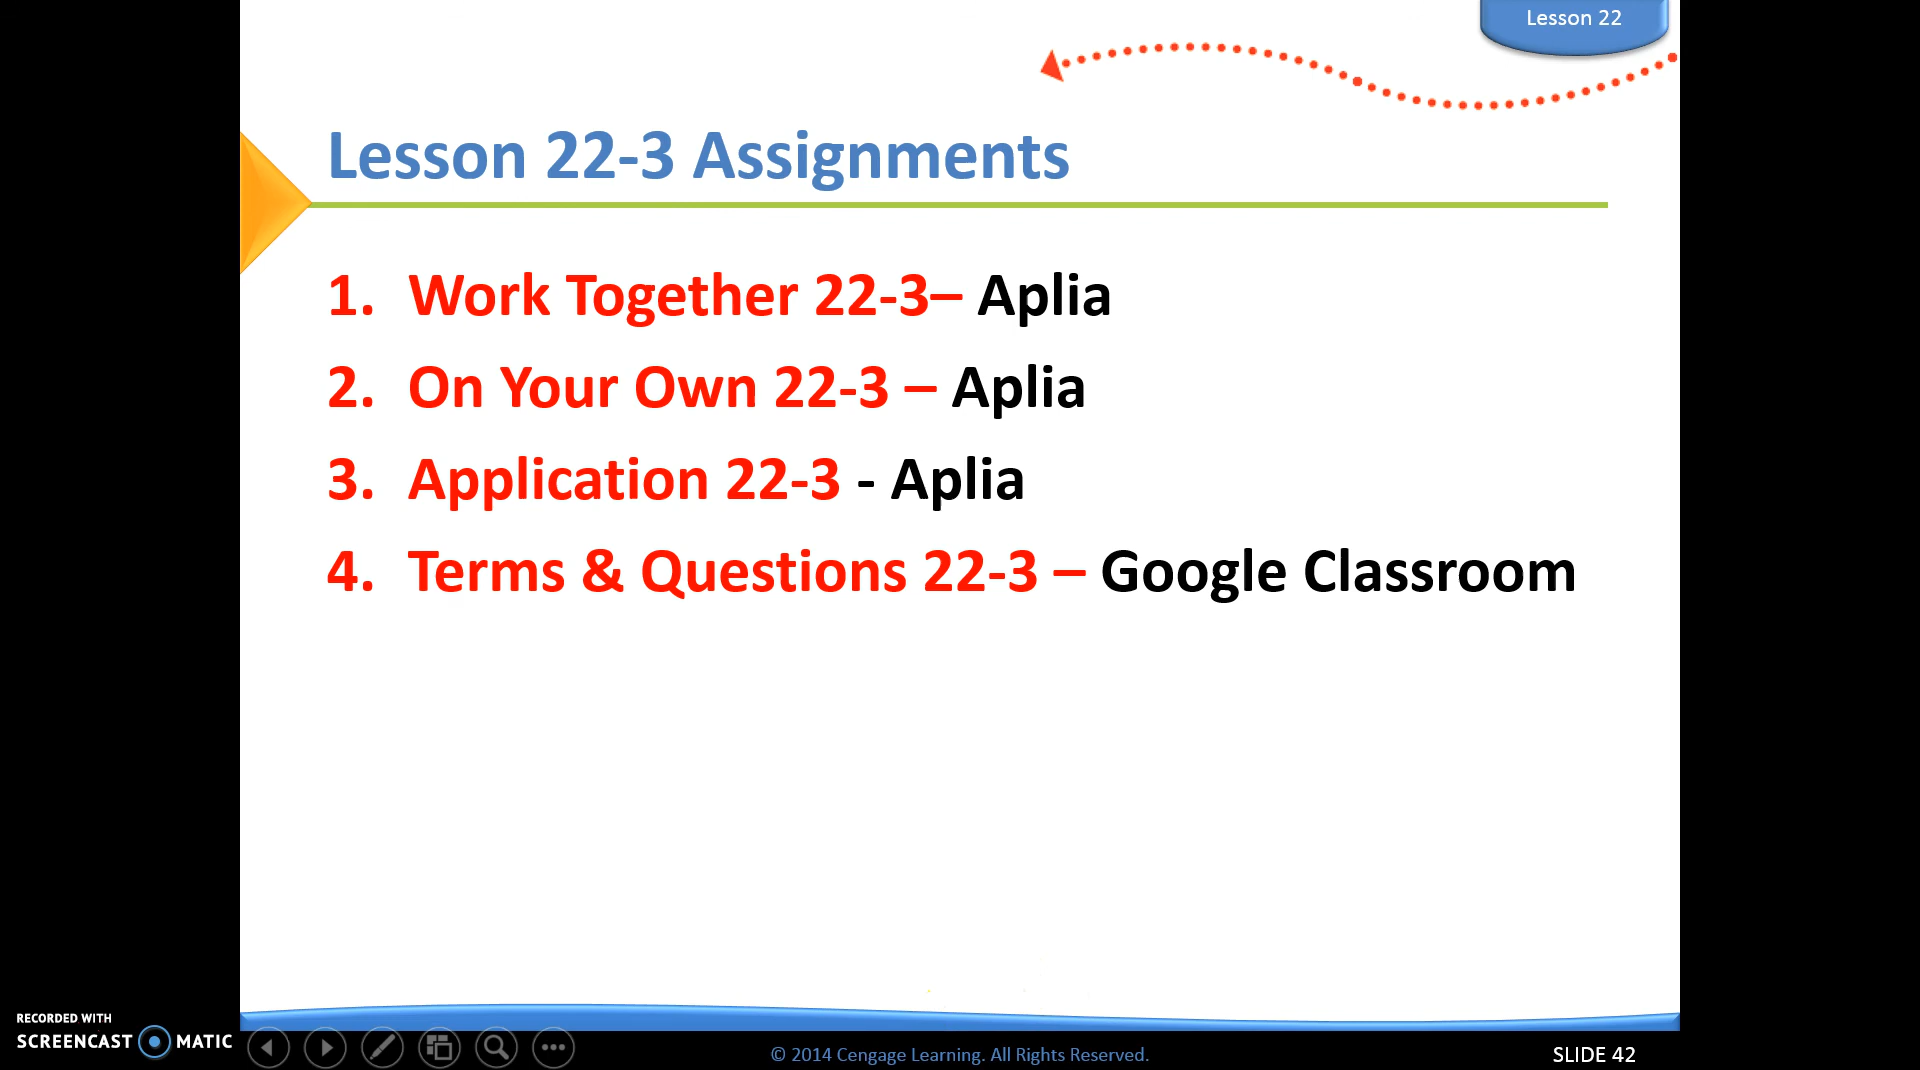 Lesson 22
Lesson 22-3 Assignments
1. Work Together 22-3– Aplia
2. On Your Own 22-3 – Aplia
3. Application 22-3 - Aplia
4. Terms & Questions 22-3 – Google Classroom
RECORDED WITH
SCREENCAST MATIC
© 2014 Cengage Learning. All Rights Reserved.
SLIDE 42